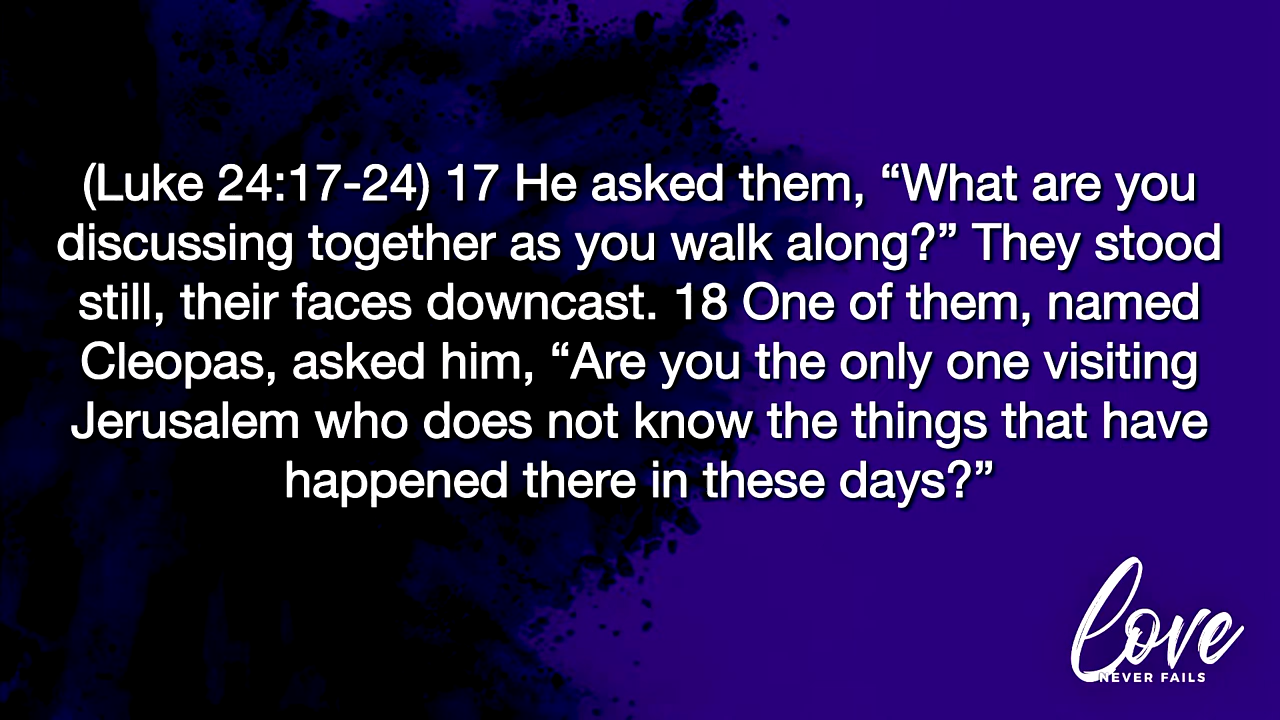 (Luke 24:17-24) 17 He asked them, “What are you
discussing together as you walk along?” They stood
still, their faces downcast. 18 One of them, named
Cleopas, asked him, “Are you the only one visiting
Jerusalem who does not know the things that have
happened there in these days?”
Love
NEVER FAILS